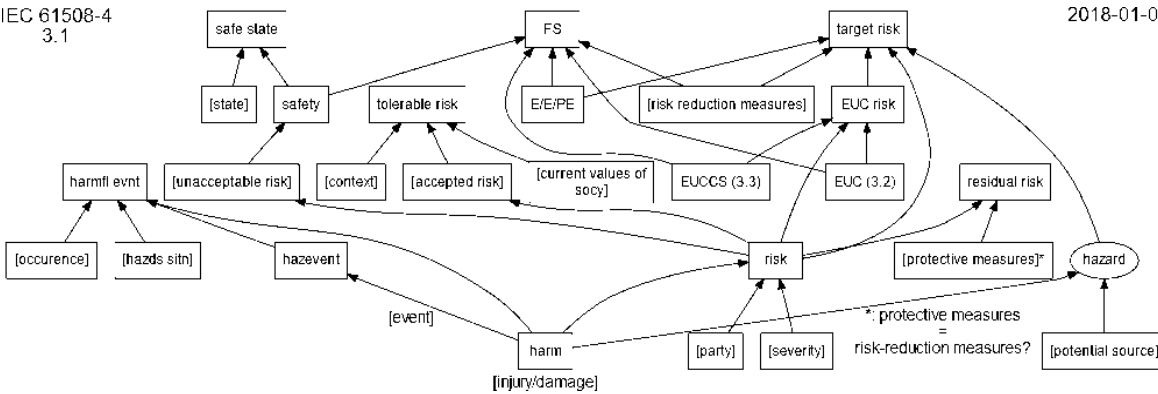 IEC 61508-4
3.1
2018-01-0
safe state
FS
target risk
[state]
safety
tolerable risk
E/E/PE
[risk reduction measures]
EUC risk
harmfl evnt
[unacceptable risk]
[context]
[accepted risk]
[current values of
socy]
EUCCS (3.3)
EUC (3.2)
residual risk
[occurence]
[hazds sitn]
hazevent
risk
[protective measures]*
hazard
[event]
harm
[injury/damage]
[party]
[severity]
*: protective measures
=
risk-reduction measures?
[potential source]